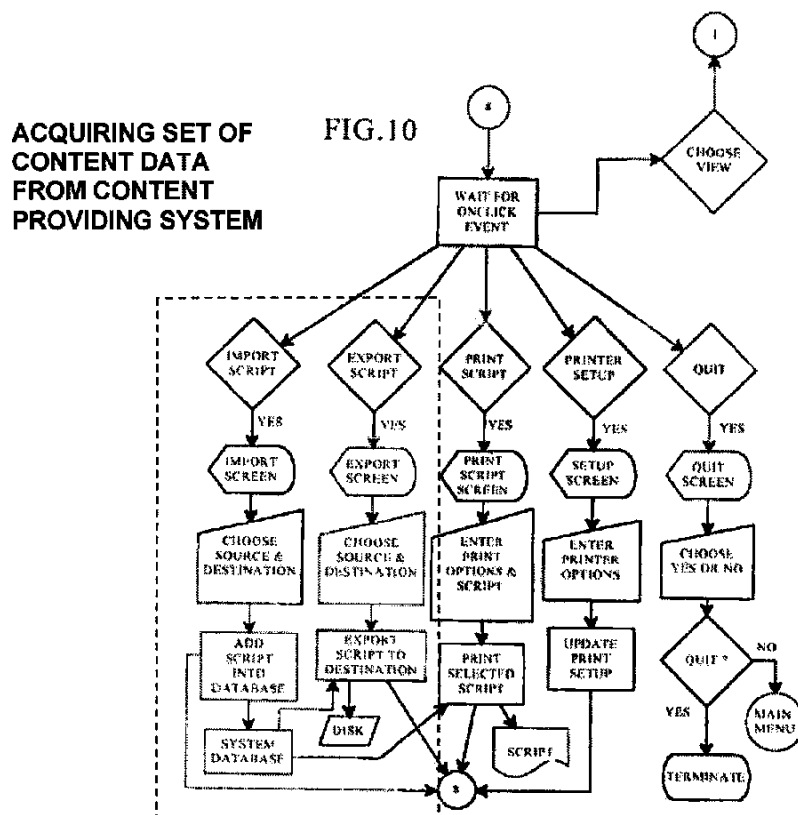 ACQUIRING SET OF
CONTENT DATA
FROM CONTENT
PROVIDING SYSTEM
FIG.10
1
8
CHOOSE
VIEW
WAIT FOR
ONCLICK
EVENT
IMPORT
SCRIPT
EXPORT
SCRIPT
PRINT
SCRIPT
PRINTER
SETUP
QUIT
YES
YES
YES
YES
YES
IMPORT
SCREEN
EXPORT
SCREEN
PRINT
SCRIPT
SCREEN
SETUP
SCREEN
QUIT
SCREEN
CHOOSE
SOURCE &
DESTINATION
CHOOSE
SOURCE &
DESTINATION
ENTER
PRINT
OPTIONS &
SCRIPT
ENTER
PRINTER
OPTIONS
CHOOSE
YES OR NO
ADD
SCRIPT
INTO
DATABASE
EXPORT
SCRIPT TO
DESTINATION
PRINT
SELECTED
SCRIPT
UPDATE
PRINT
SETUP
QUIT ?
NO
YES
MAIN
MENU
SYSTEM
DATABASE
DISK
SCRIPT
8
TERMINATE